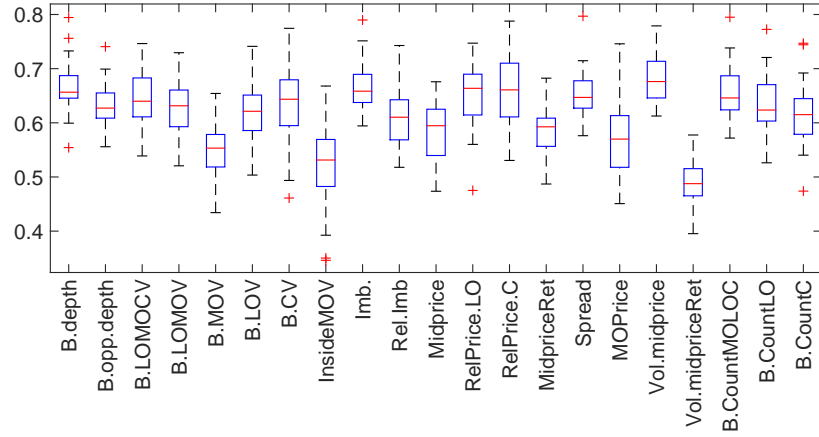 0.8
0.7
0.6
0.5
0.4
B.depth
B.opp.depth
B.LOMOCV
B.LOMOV
B.MOV
B.LOV
B.CV
InsideMOV
Imb.
Rel.Imb
Midprice
RelPrice.LO
RelPrice.C
MidpriceRet
Spread
MOPrice
Vol.midprice
Vol.midpriceRet
B.CountMOLOC
B.CountLO
B.CountC